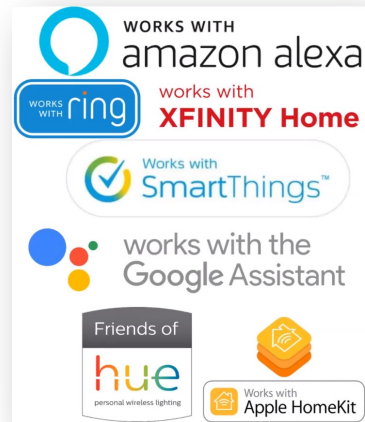 WORKS WITH
amazon alexa
WORKS
WITH
ring
works with
XFINITY Home
Works with
SmartThings™
works with the
Google Assistant
Friends of
hue
personal wireless lighting
Works with
Apple HomeKit